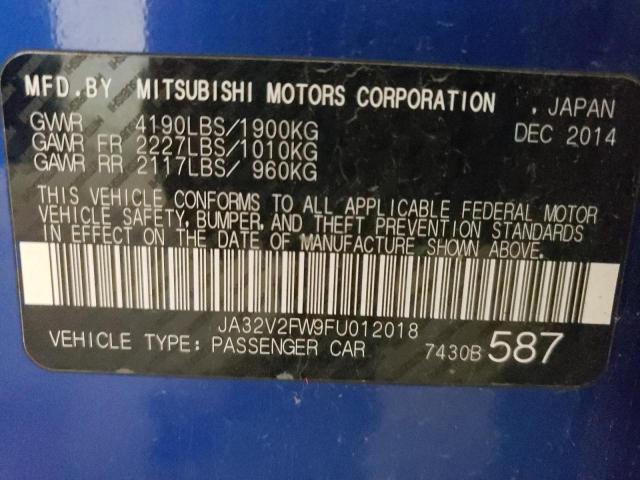 MFD.BY MITSUBISHI MOTORS CORPORATION , JAPAN
GVWR 4190LBS/1900KG DEC 2014
GAWR FR 2227LBS/1010KG
GAWR RR 2117LBS/ 960KG
THIS VEHICLE CONFORMS TO ALL APPLICABLE FEDERAL MOTOR
VEHICLE SAFETY, BUMPER, AND THEFT PREVENTION STANDARDS
IN EFFECT ON THE DATE OF MANUFACTURE SHOWN ABOVE.
JA32V2FW9FU012018
VEHICLE TYPE: PASSENGER CAR 7430B 587